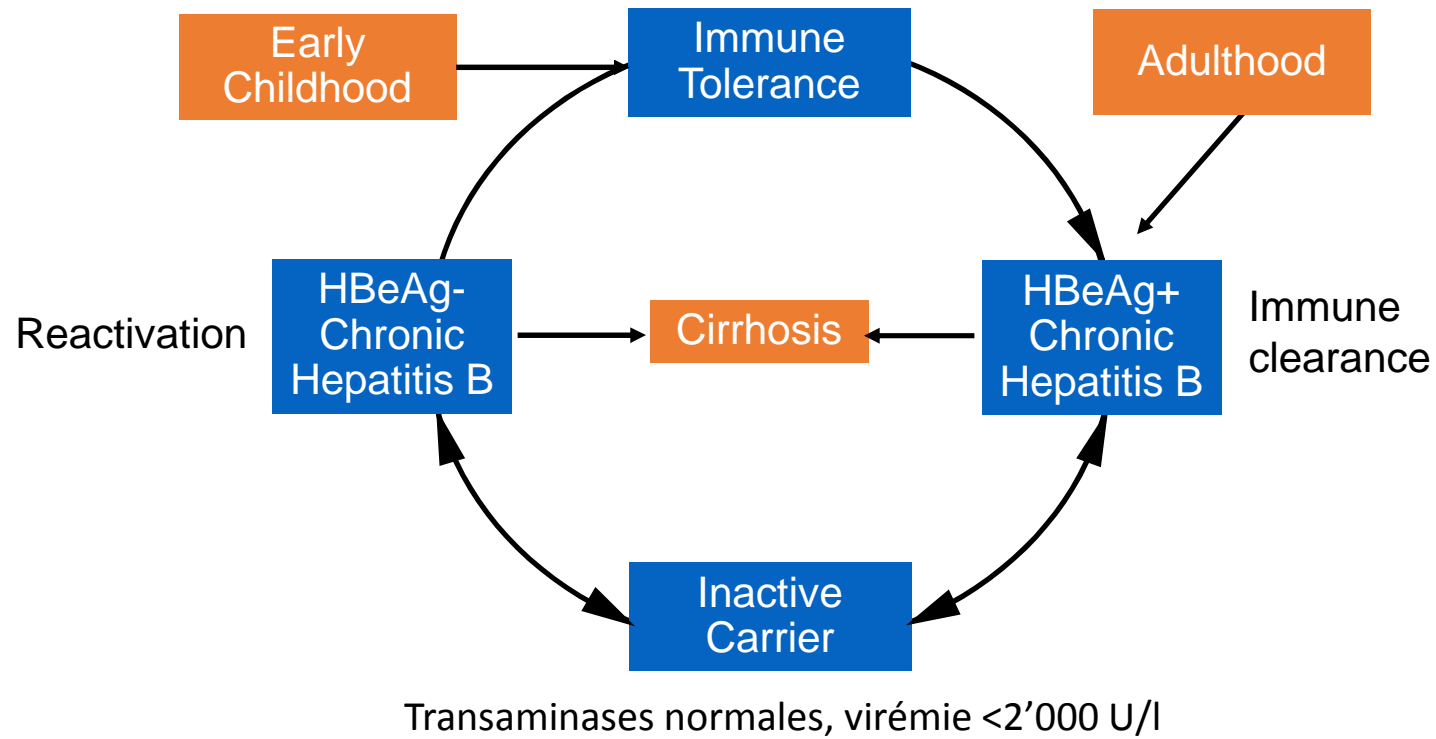 Early
Childhood
Immune
Tolerance
Adulthood
Reactivation
HBeAg-
Chronic
Hepatitis B
Cirrhosis
HBeAg+
Chronic
Hepatitis B
Immune
clearance
Inactive
Carrier
Transaminases normales, virémie <2’000 U/l